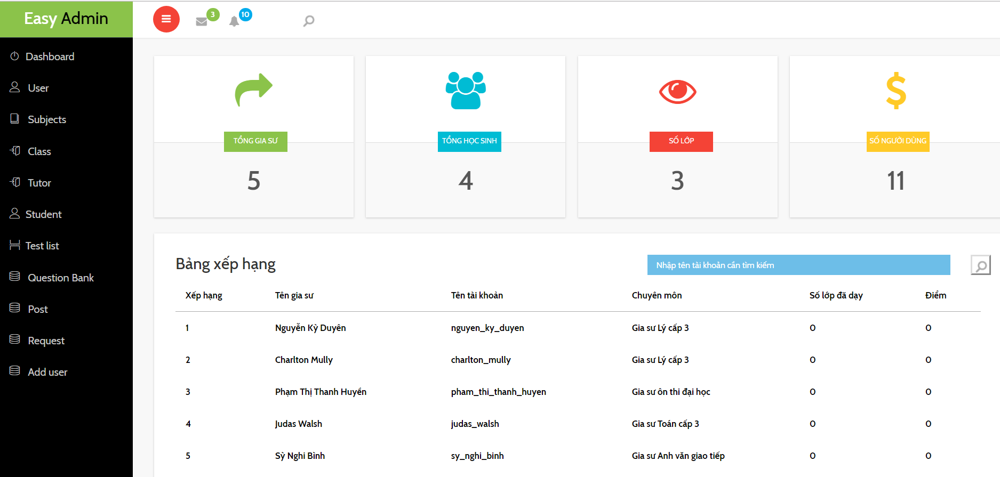 Easy Admin
3
10
Dashboard
User
Subjects
Class
Tutor
Student
Test list
Question Bank
Post
Request
Add user
TỔNG GIA SƯ
TỔNG HỌC SINH
SỐ LỚP
SỐ NGƯỜI DÙNG
5
4
3
11
Bảng xếp hạng
Nhập tên tài khoản cần tìm kiếm
Xếp hạng Tên gia sư Tên tài khoản Chuyên môn Số lớp đã dạy Điểm
1 Nguyễn Kỳ Duyên nguyen_ky_duyen Gia sư Lý cấp 3 0 0
2 Charlton Mully charlton_mully Gia sư Lý cấp 3 0 0
3 Phạm Thị Thanh Huyền pham_thi_thanh_huyen Gia sư ôn thi đại học 0 0
4 Judas Walsh judas_walsh Gia sư Toán cấp 3 0 0
5 Sỳ Nghi Bình sy_nghi_binh Gia sư Anh văn giao tiếp 0 0